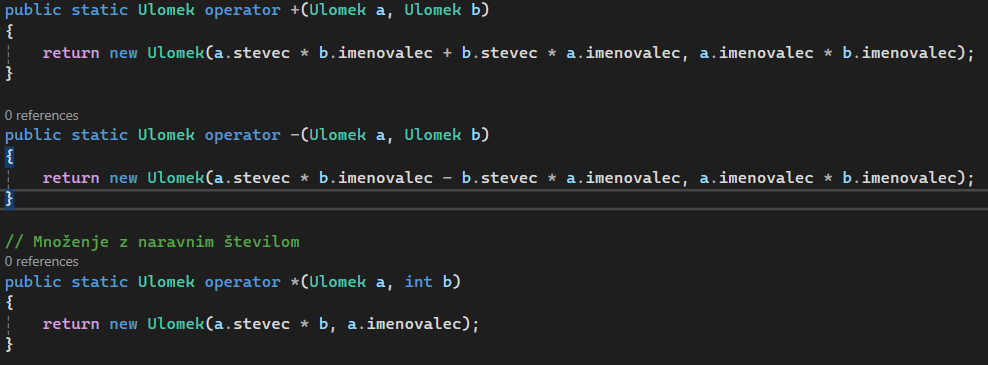 public static Ulomek operator +(Ulomek a, Ulomek b)
{
return new Ulomek(a.stevec * b.imenovalec + b.stevec * a.imenovalec, a.imenovalec * b.imenovalec);
}
0 references
public static Ulomek operator -(Ulomek a, Ulomek b)
{
return new Ulomek(a.stevec * b.imenovalec - b.stevec * a.imenovalec, a.imenovalec * b.imenovalec);
}
// Množenje z naravnim številom
0 references
public static Ulomek operator *(Ulomek a, int b)
{
return new Ulomek(a.stevec * b, a.imenovalec);
}